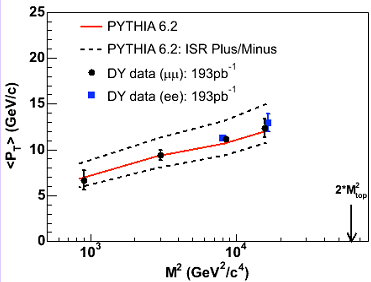 25
20
15
10
5
0
<P_T> (GeV/c)
PYTHIA 6.2
PYTHIA 6.2: ISR Plus/Minus
DY data (μμ): 193pb⁻¹
DY data (ee): 193pb⁻¹
2*M²_top
10³
10⁴
M² (GeV²/c⁴)